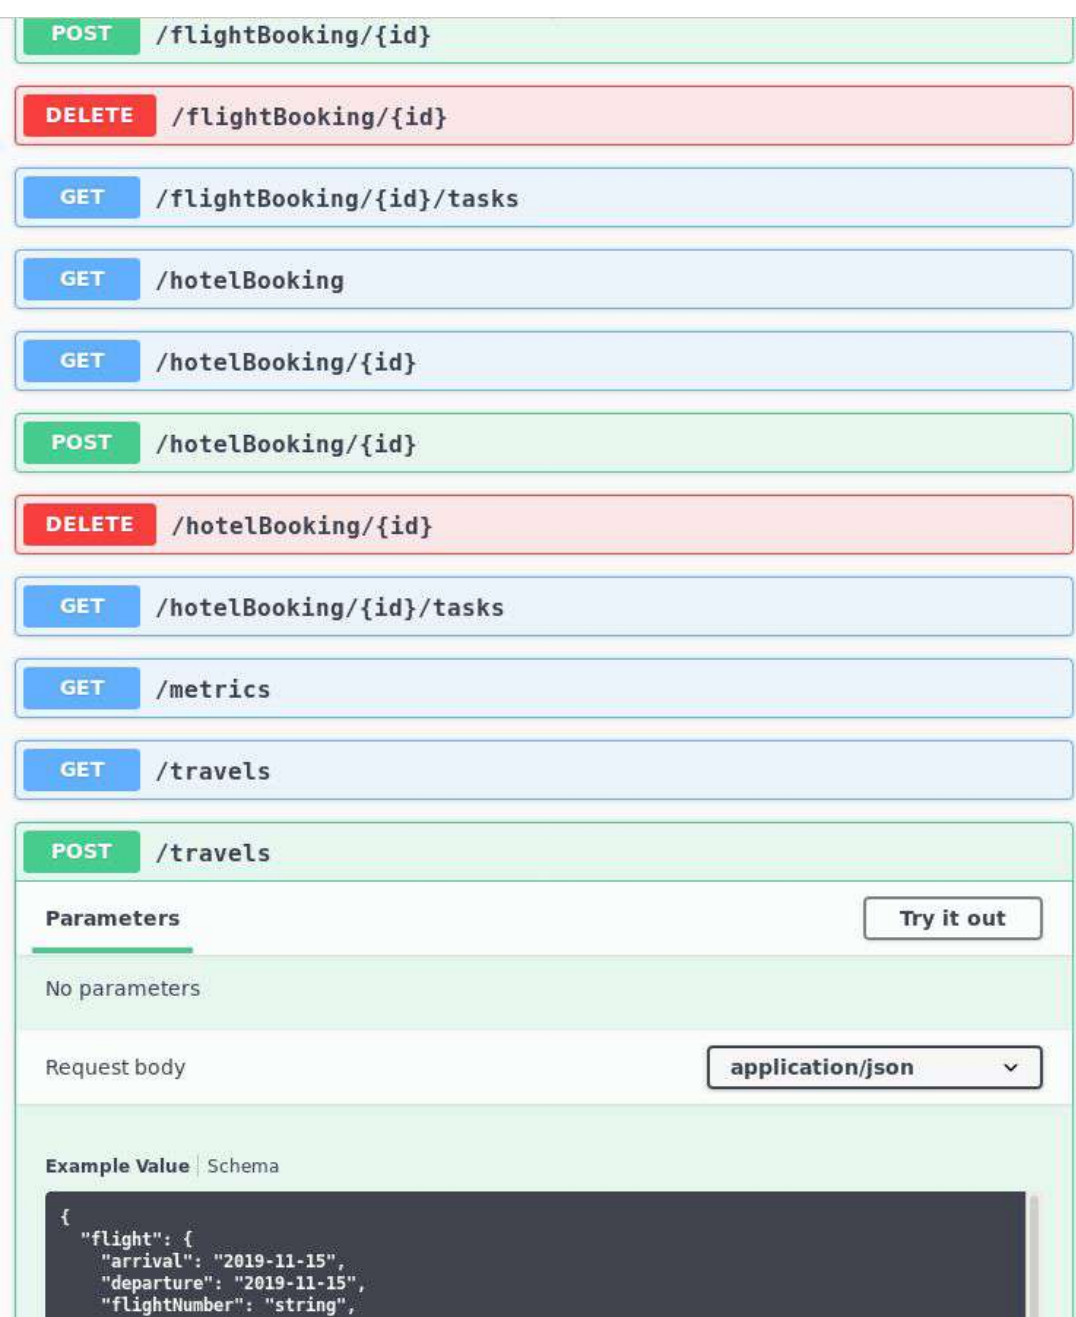 POST /flightBooking/{id}
DELETE /flightBooking/{id}
GET /flightBooking/{id}/tasks
GET /hotelBooking
GET /hotelBooking/{id}
POST /hotelBooking/{id}
DELETE /hotelBooking/{id}
GET /hotelBooking/{id}/tasks
GET /metrics
GET /travels
POST /travels
Parameters Try it out
No parameters
Request body application/json
Example Value Schema
{
"flight": {
"arrival": "2019-11-15",
"departure": "2019-11-15",
"flightNumber": "string",